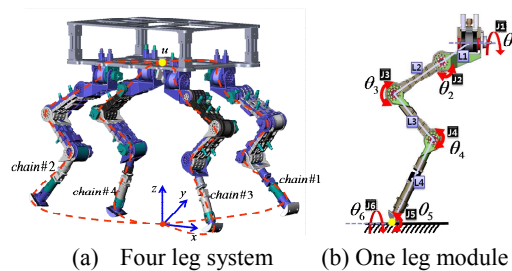 u
chain#2
chain#4
z
y
x
chain#3
chain#1
(a) Four leg system
J1
θ
L1
L2
J2
θ2
J3
θ3
L3
J4
θ4
L4
J6
θ6
J5
θ5
(b) One leg module